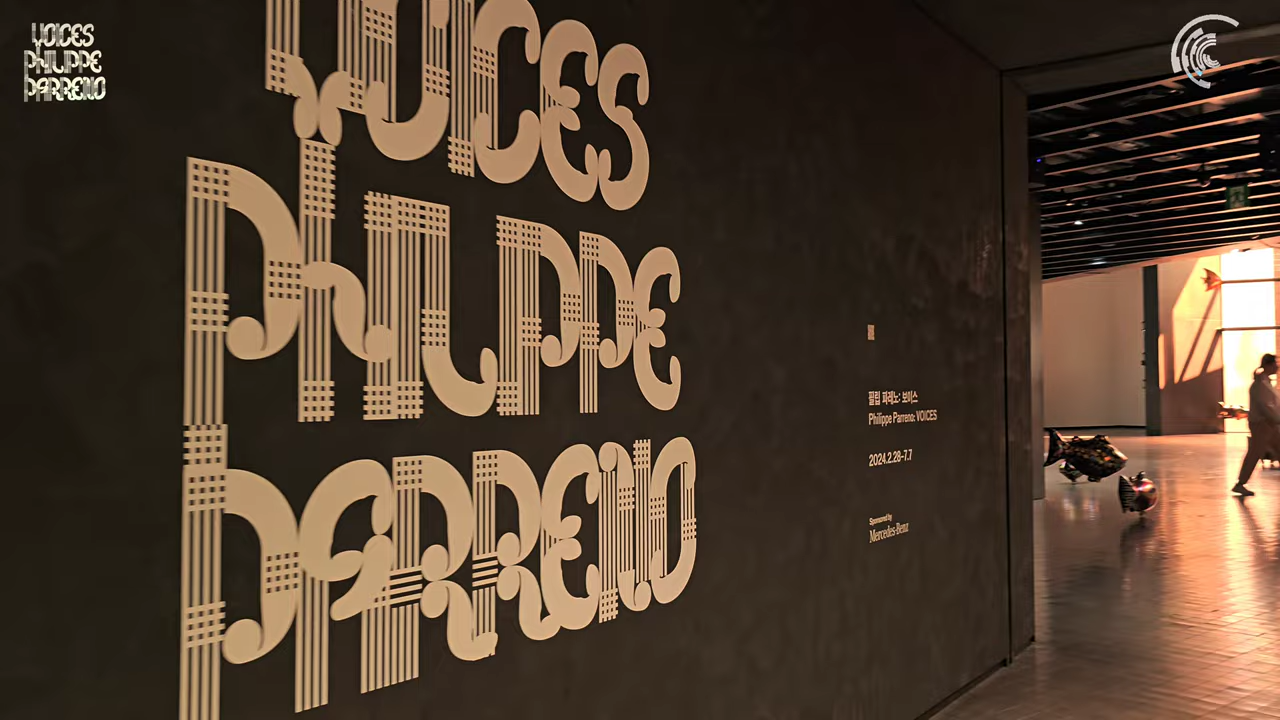 VOICES
PHILIPPE
PARRENO
VOICES
PHILIPPE
PARRENO
필립 파레노: 보이스
Philippe Parreno: VOICES
2024.2.28–7.7
Sponsored by
Mercedes-Benz